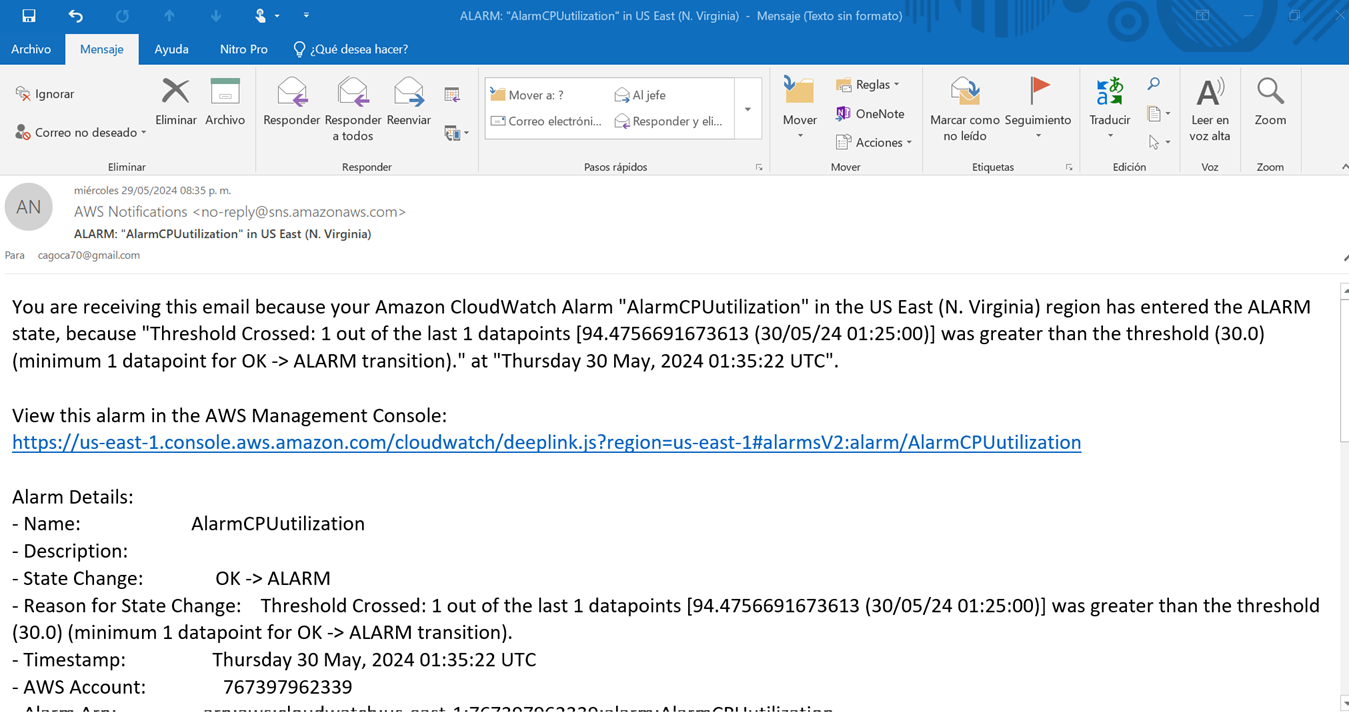 ALARM: "AlarmCPUutilization" in US East (N. Virginia) - Mensaje (Texto sin formato)
Archivo Mensaje Ayuda Nitro Pro ¿Qué desea hacer?
Ignorar
Correo no deseado
Eliminar
Archivo
Responder
Responder a todos
Reenviar
Mover a: ?
Al jefe
Correo electróni...
Responder y eli...
Mover
Reglas
OneNote
Acciones
Marcar como no leído
Seguimiento
Traducir
Leer en voz alta
Zoom
Eliminar Responder Pasos rápidos Mover Etiquetas Edición Voz Zoom
AN
miércoles 29/05/2024 08:35 p. m.
AWS Notifications <no-reply@sns.amazonaws.com>
ALARM: "AlarmCPUutilization" in US East (N. Virginia)
Para cagoca70@gmail.com
You are receiving this email because your Amazon CloudWatch Alarm "AlarmCPUutilization" in the US East (N. Virginia) region has entered the ALARM
state, because "Threshold Crossed: 1 out of the last 1 datapoints [94.4756691673613 (30/05/24 01:25:00)] was greater than the threshold (30.0)
(minimum 1 datapoint for OK -> ALARM transition)." at "Thursday 30 May, 2024 01:35:22 UTC".
View this alarm in the AWS Management Console:
https://us-east-1.console.aws.amazon.com/cloudwatch/deeplink.js?region=us-east-1#alarmsV2:alarm/AlarmCPUutilization
Alarm Details:
- Name: AlarmCPUutilization
- Description:
- State Change: OK -> ALARM
- Reason for State Change: Threshold Crossed: 1 out of the last 1 datapoints [94.4756691673613 (30/05/24 01:25:00)] was greater than the threshold
(30.0) (minimum 1 datapoint for OK -> ALARM transition).
- Timestamp: Thursday 30 May, 2024 01:35:22 UTC
- AWS Account: 767397962339
- Alarm Arn: arn:aws:cloudwatch:us-east-1:767397962339:alarm:AlarmCPUutilization